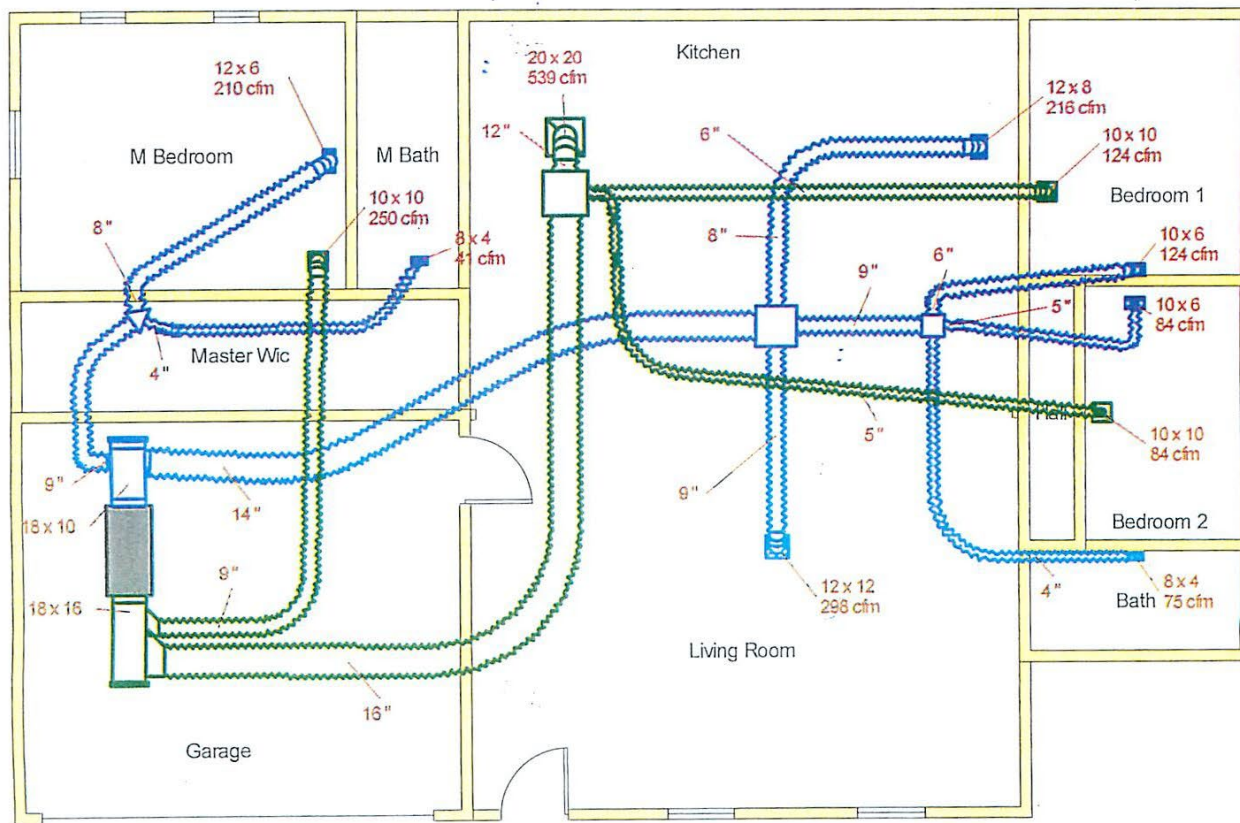 Kitchen
20 x 20
539 cfm
12 x 6
210 cfm
12 x 8
216 cfm
12"
6"
10 x 10
124 cfm
M Bedroom
M Bath
Bedroom 1
10 x 10
250 cfm
8"
8 x 4
41 cfm
8"
6"
10 x 6
124 cfm
9"
5"
10 x 6
84 cfm
Master Wic
4"
Hall
5"
10 x 10
84 cfm
9"
14"
9"
18 x 10
Bedroom 2
9"
12 x 12
298 cfm
4"
8 x 4
75 cfm
Bath
18 x 16
Living Room
16"
Garage